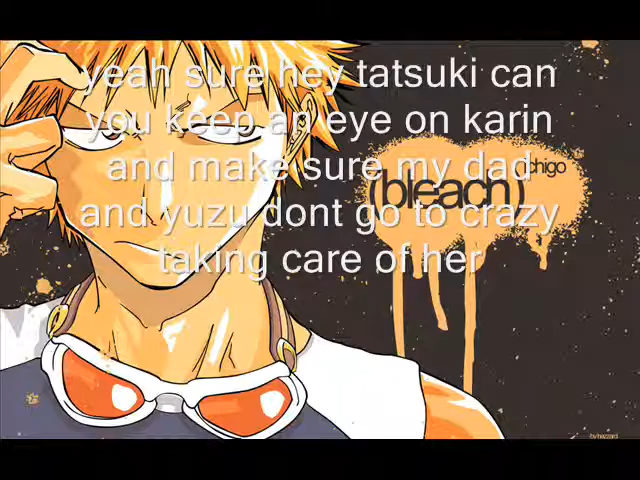 yeah sure hey tatsuki can
you keep an eye on karin
and make sure my dad
and yuzu dont go to crazy
taking care of her
(bleach) ichigo